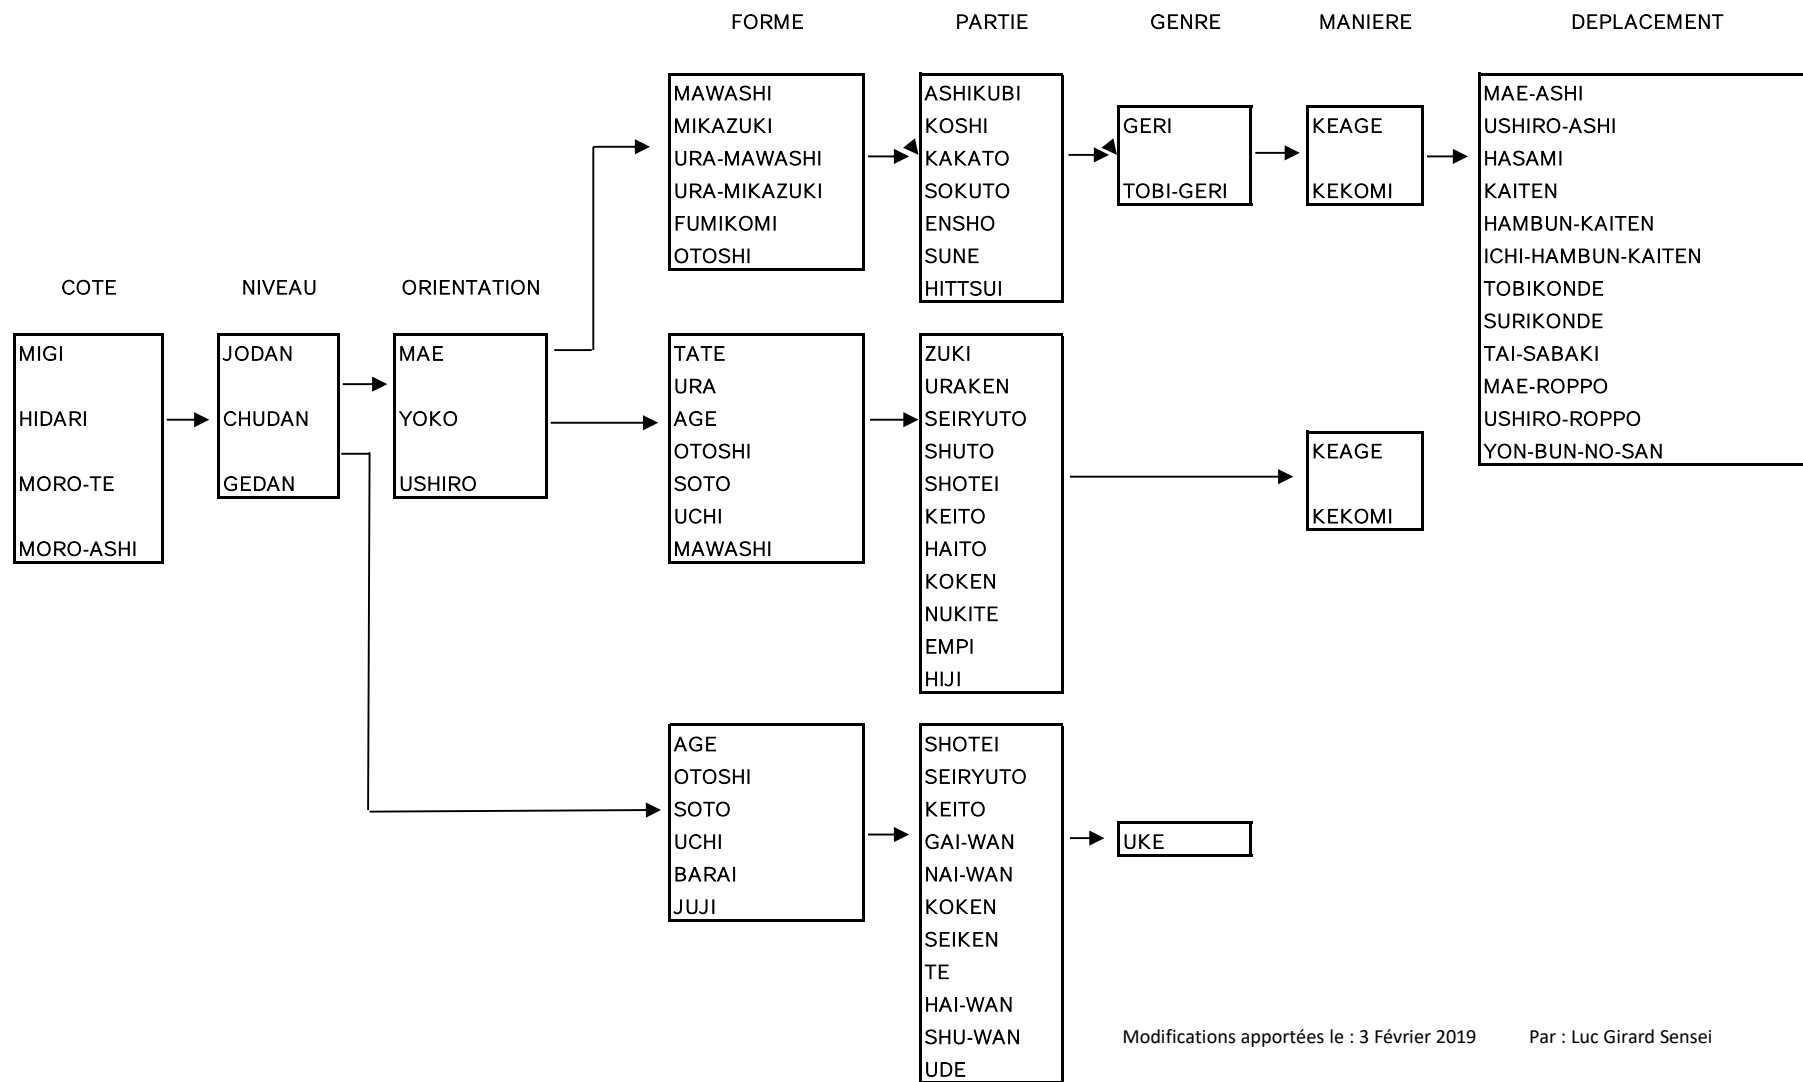 FORME PARTIE GENRE MANIERE DEPLACEMENT
MAWASHI
MIKAZUKI
URA-MAWASHI
URA-MIKAZUKI
FUMIKOMI
OTOSHI
ASHIKUBI
KOSHI
KAKATO
SOKUTO
ENSHO
SUNE
HITTSUI
GERI
TOBI-GERI
KEAGE
KEKOMI
MAE-ASHI
USHIRO-ASHI
HASAMI
KAITEN
HAMBUN-KAITEN
ICHI-HAMBUN-KAITEN
TOBIKONDE
SURIKONDE
TAI-SABAKI
MAE-ROPPO
USHIRO-ROPPO
YON-BUN-NO-SAN
COTE NIVEAU ORIENTATION
MIGI
HIDARI
MORO-TE
MORO-ASHI
JODAN
CHUDAN
GEDAN
MAE
YOKO
USHIRO
TATE
URA
AGE
OTOSHI
SOTO
UCHI
MAWASHI
ZUKI
URAKEN
SEIRYUTO
SHUTO
SHOTEI
KEITO
HAITO
KOKEN
NUKITE
EMPI
HIJI
KEAGE
KEKOMI
AGE
OTOSHI
SOTO
UCHI
BARAI
JUJI
SHOTEI
SEIRYUTO
KEITO
GAI-WAN
NAI-WAN
KOKEN
SEIKEN
TE
HAI-WAN
SHU-WAN
UDE
UKE
Modifications apportées le : 3 Février 2019 Par : Luc Girard Sensei